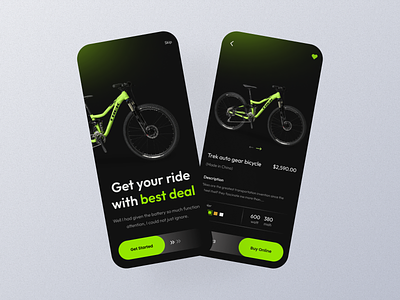 Skip
Get your ride
with best deal
Well I had given the battery so much function
attention, I could not just ignore.
Get Started
Trek auto gear bicycle
$2,590.00
(Made in China)
Description
600
380
Buy Online